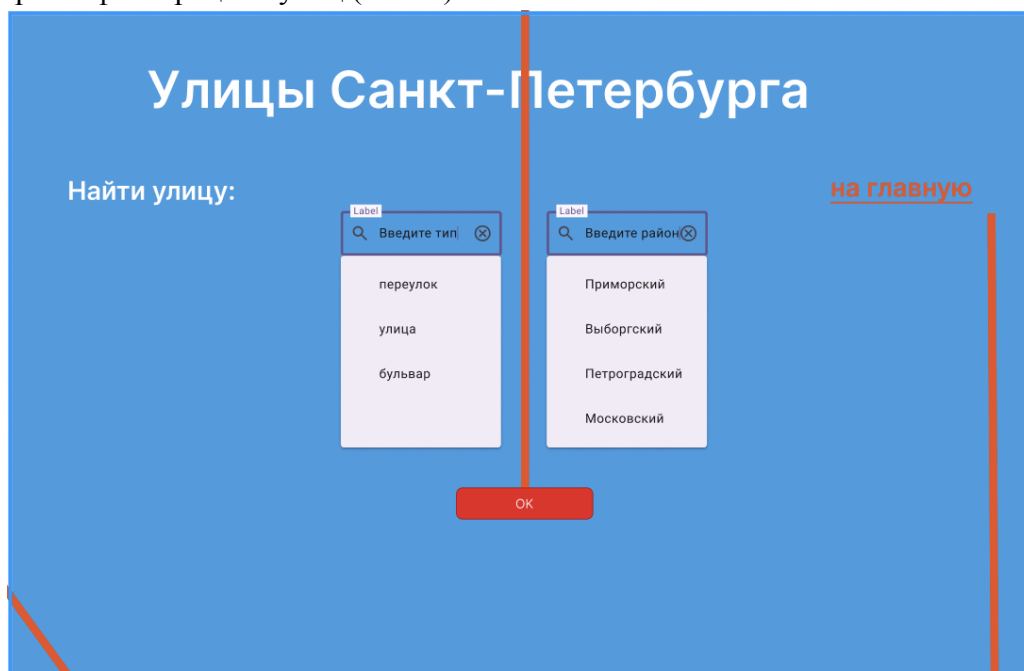 Улицы Санкт-Петербурга
Найти улицу:
на главную
Label
Введите тип
переулок
улица
бульвар
Label
Введите район
Приморский
Выборгский
Петроградский
Московский
OK